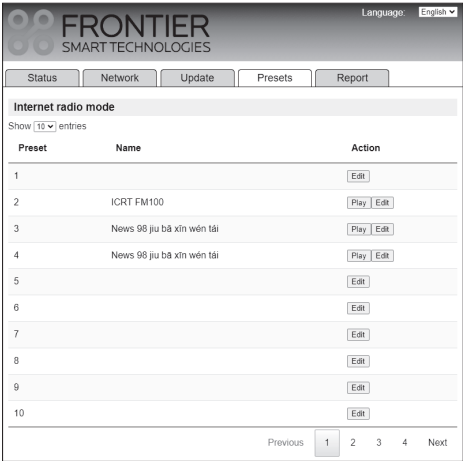 Language: English
FRONTIER
SMART TECHNOLOGIES
Status Network Update Presets Report
Internet radio mode
Show 10 entries
Preset Name Action
1 Edit
2 ICRT FM100 Play Edit
3 News 98 jiu bā xīn wén tái Play Edit
4 News 98 jiu bā xīn wén tái Play Edit
5 Edit
6 Edit
7 Edit
8 Edit
9 Edit
10 Edit
Previous 1 2 3 4 Next